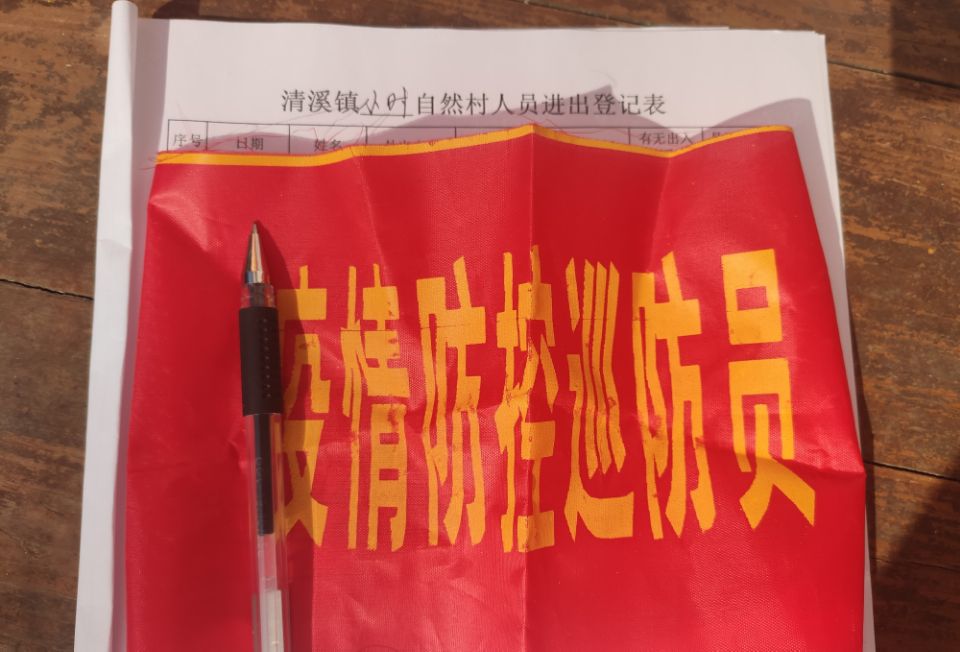 清溪镇山村自然村人员进出登记表
序号 日期 姓名 有无出入
疫情防控巡防员